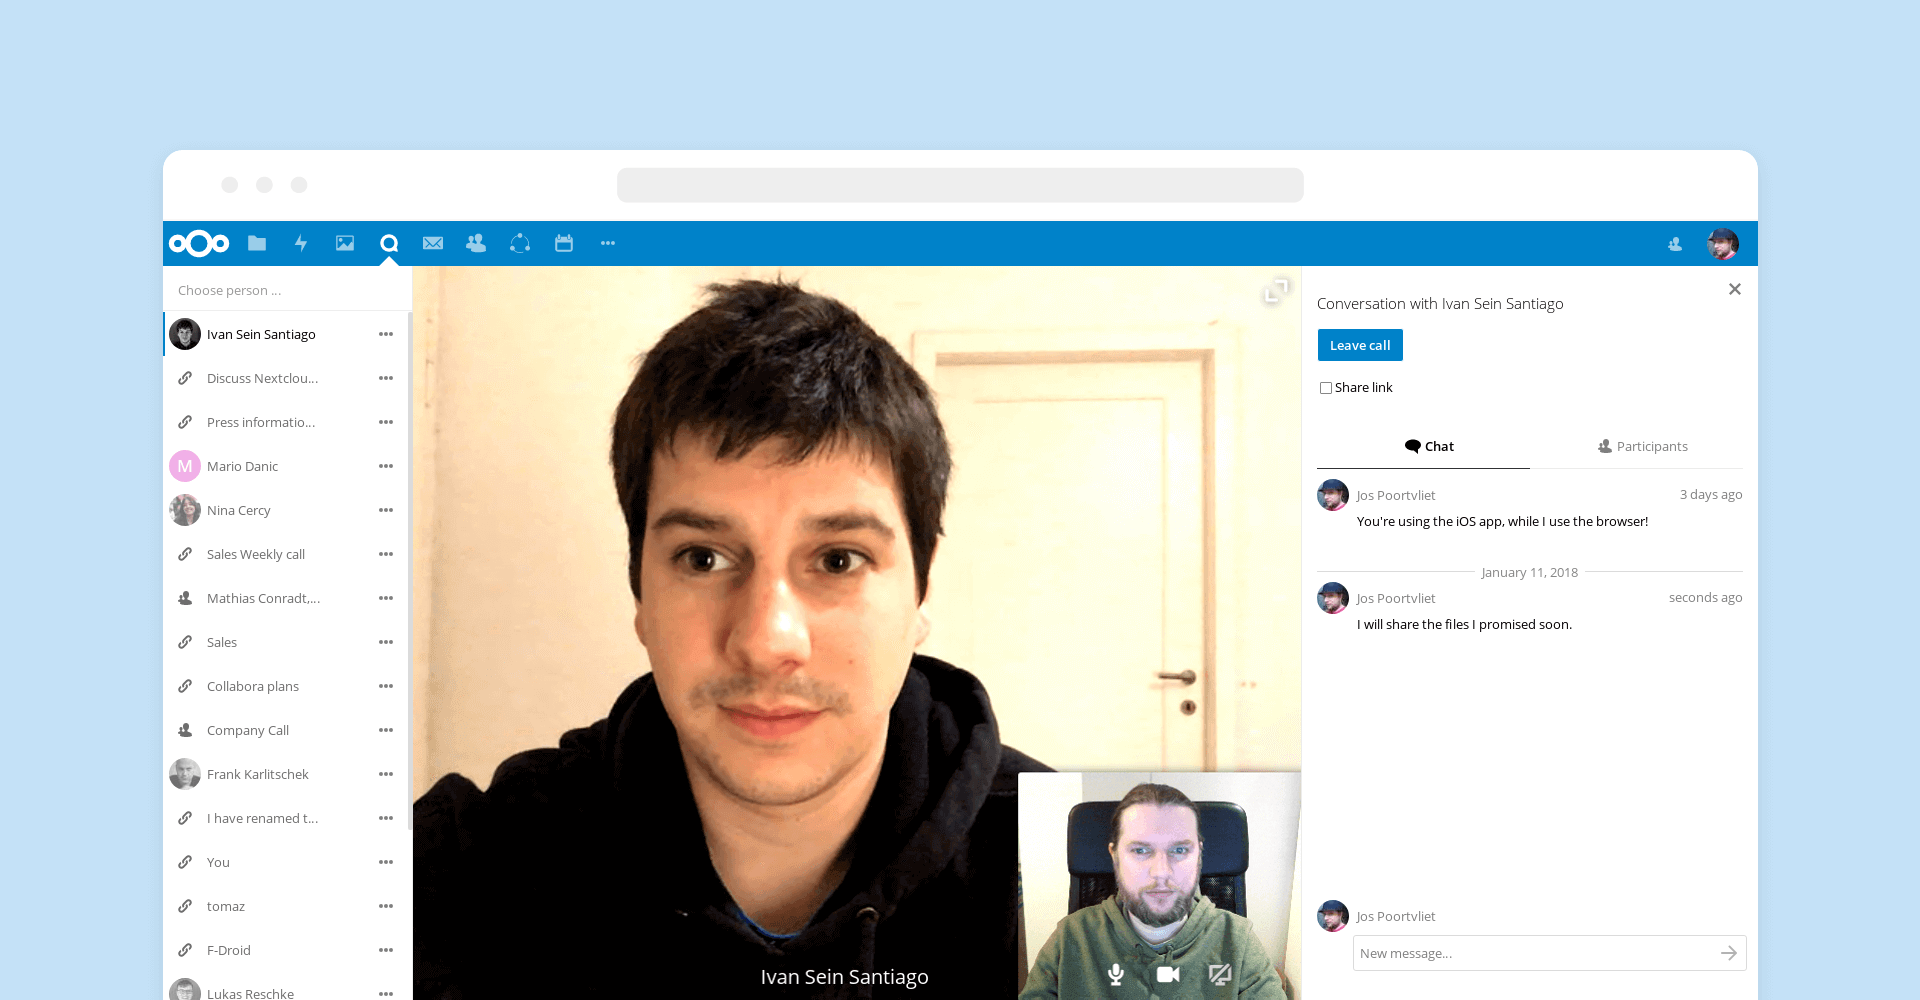 Choose person ...
Ivan Sein Santiago
Discuss Nextclou...
Press informatio...
M
Mario Danic
Nina Cercy
Sales Weekly call
Mathias Conradt,...
Sales
Collabora plans
Company Call
Frank Karlitschek
I have renamed t...
You
tomaz
F-Droid
Lukas Reschke
Ivan Sein Santiago
Conversation with Ivan Sein Santiago
Leave call
Share link
Chat
Participants
Jos Poortvliet
3 days ago
You're using the iOS app, while I use the browser!
January 11, 2018
Jos Poortvliet
seconds ago
I will share the files I promised soon.
Jos Poortvliet
New message...